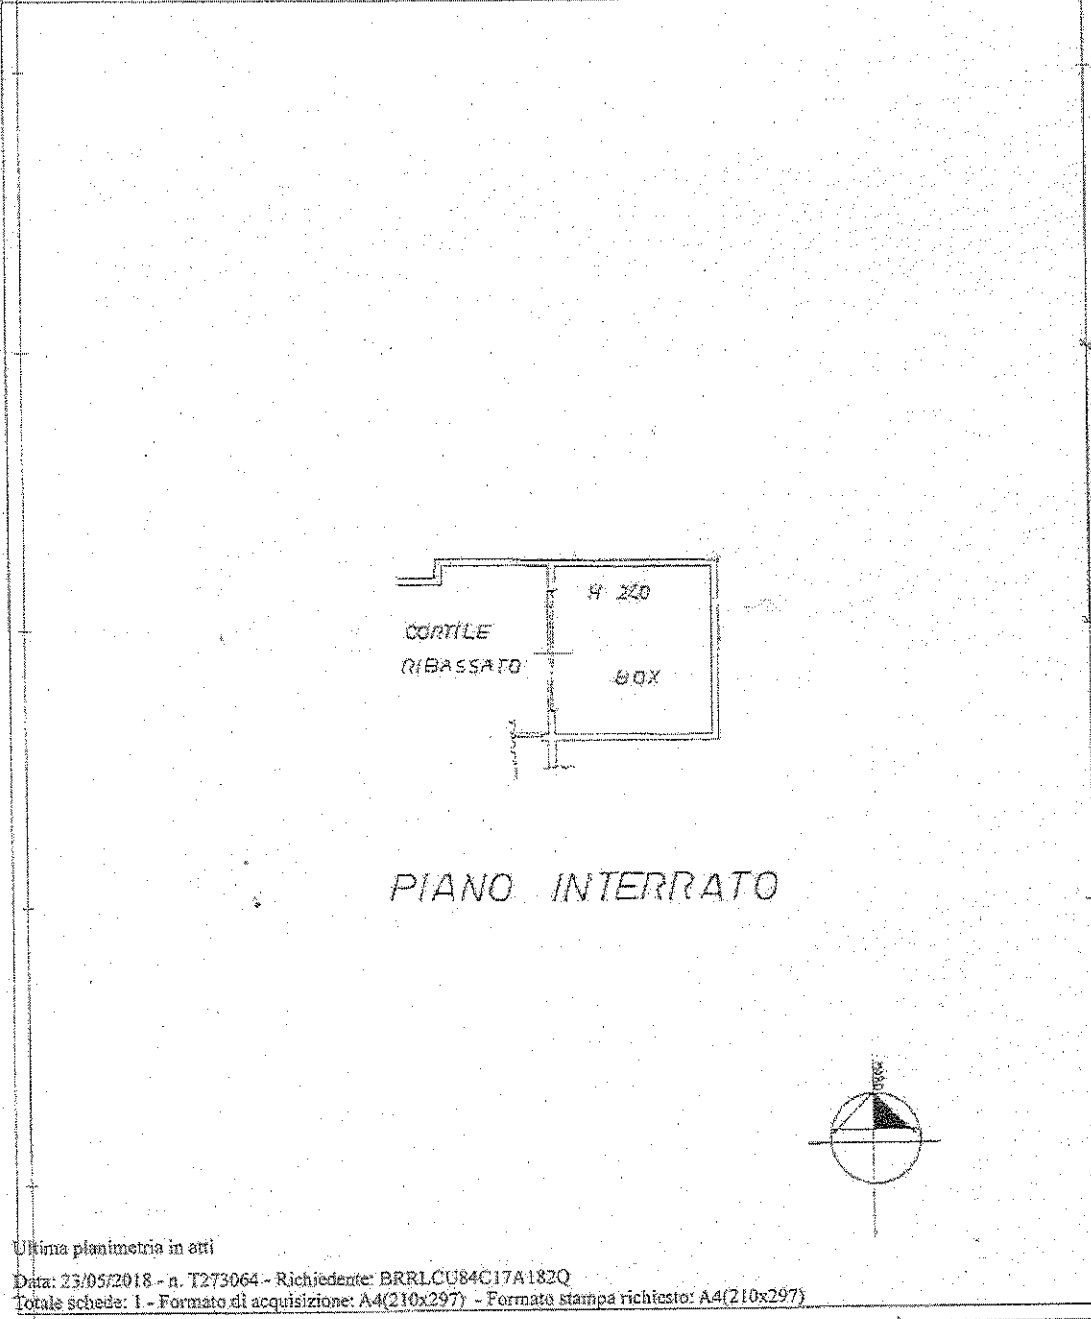 H 240
CORTILE
RIBASSATO
BOX
PIANO INTERRATO
Ultima planimetria in atti
Data: 23/05/2018 - n. T273064 - Richiedente: BRRLCU84C17A182Q
Totale schede: 1 - Formato di acquisizione: A4(210x297) - Formato stampa richiesto: A4(210x297)